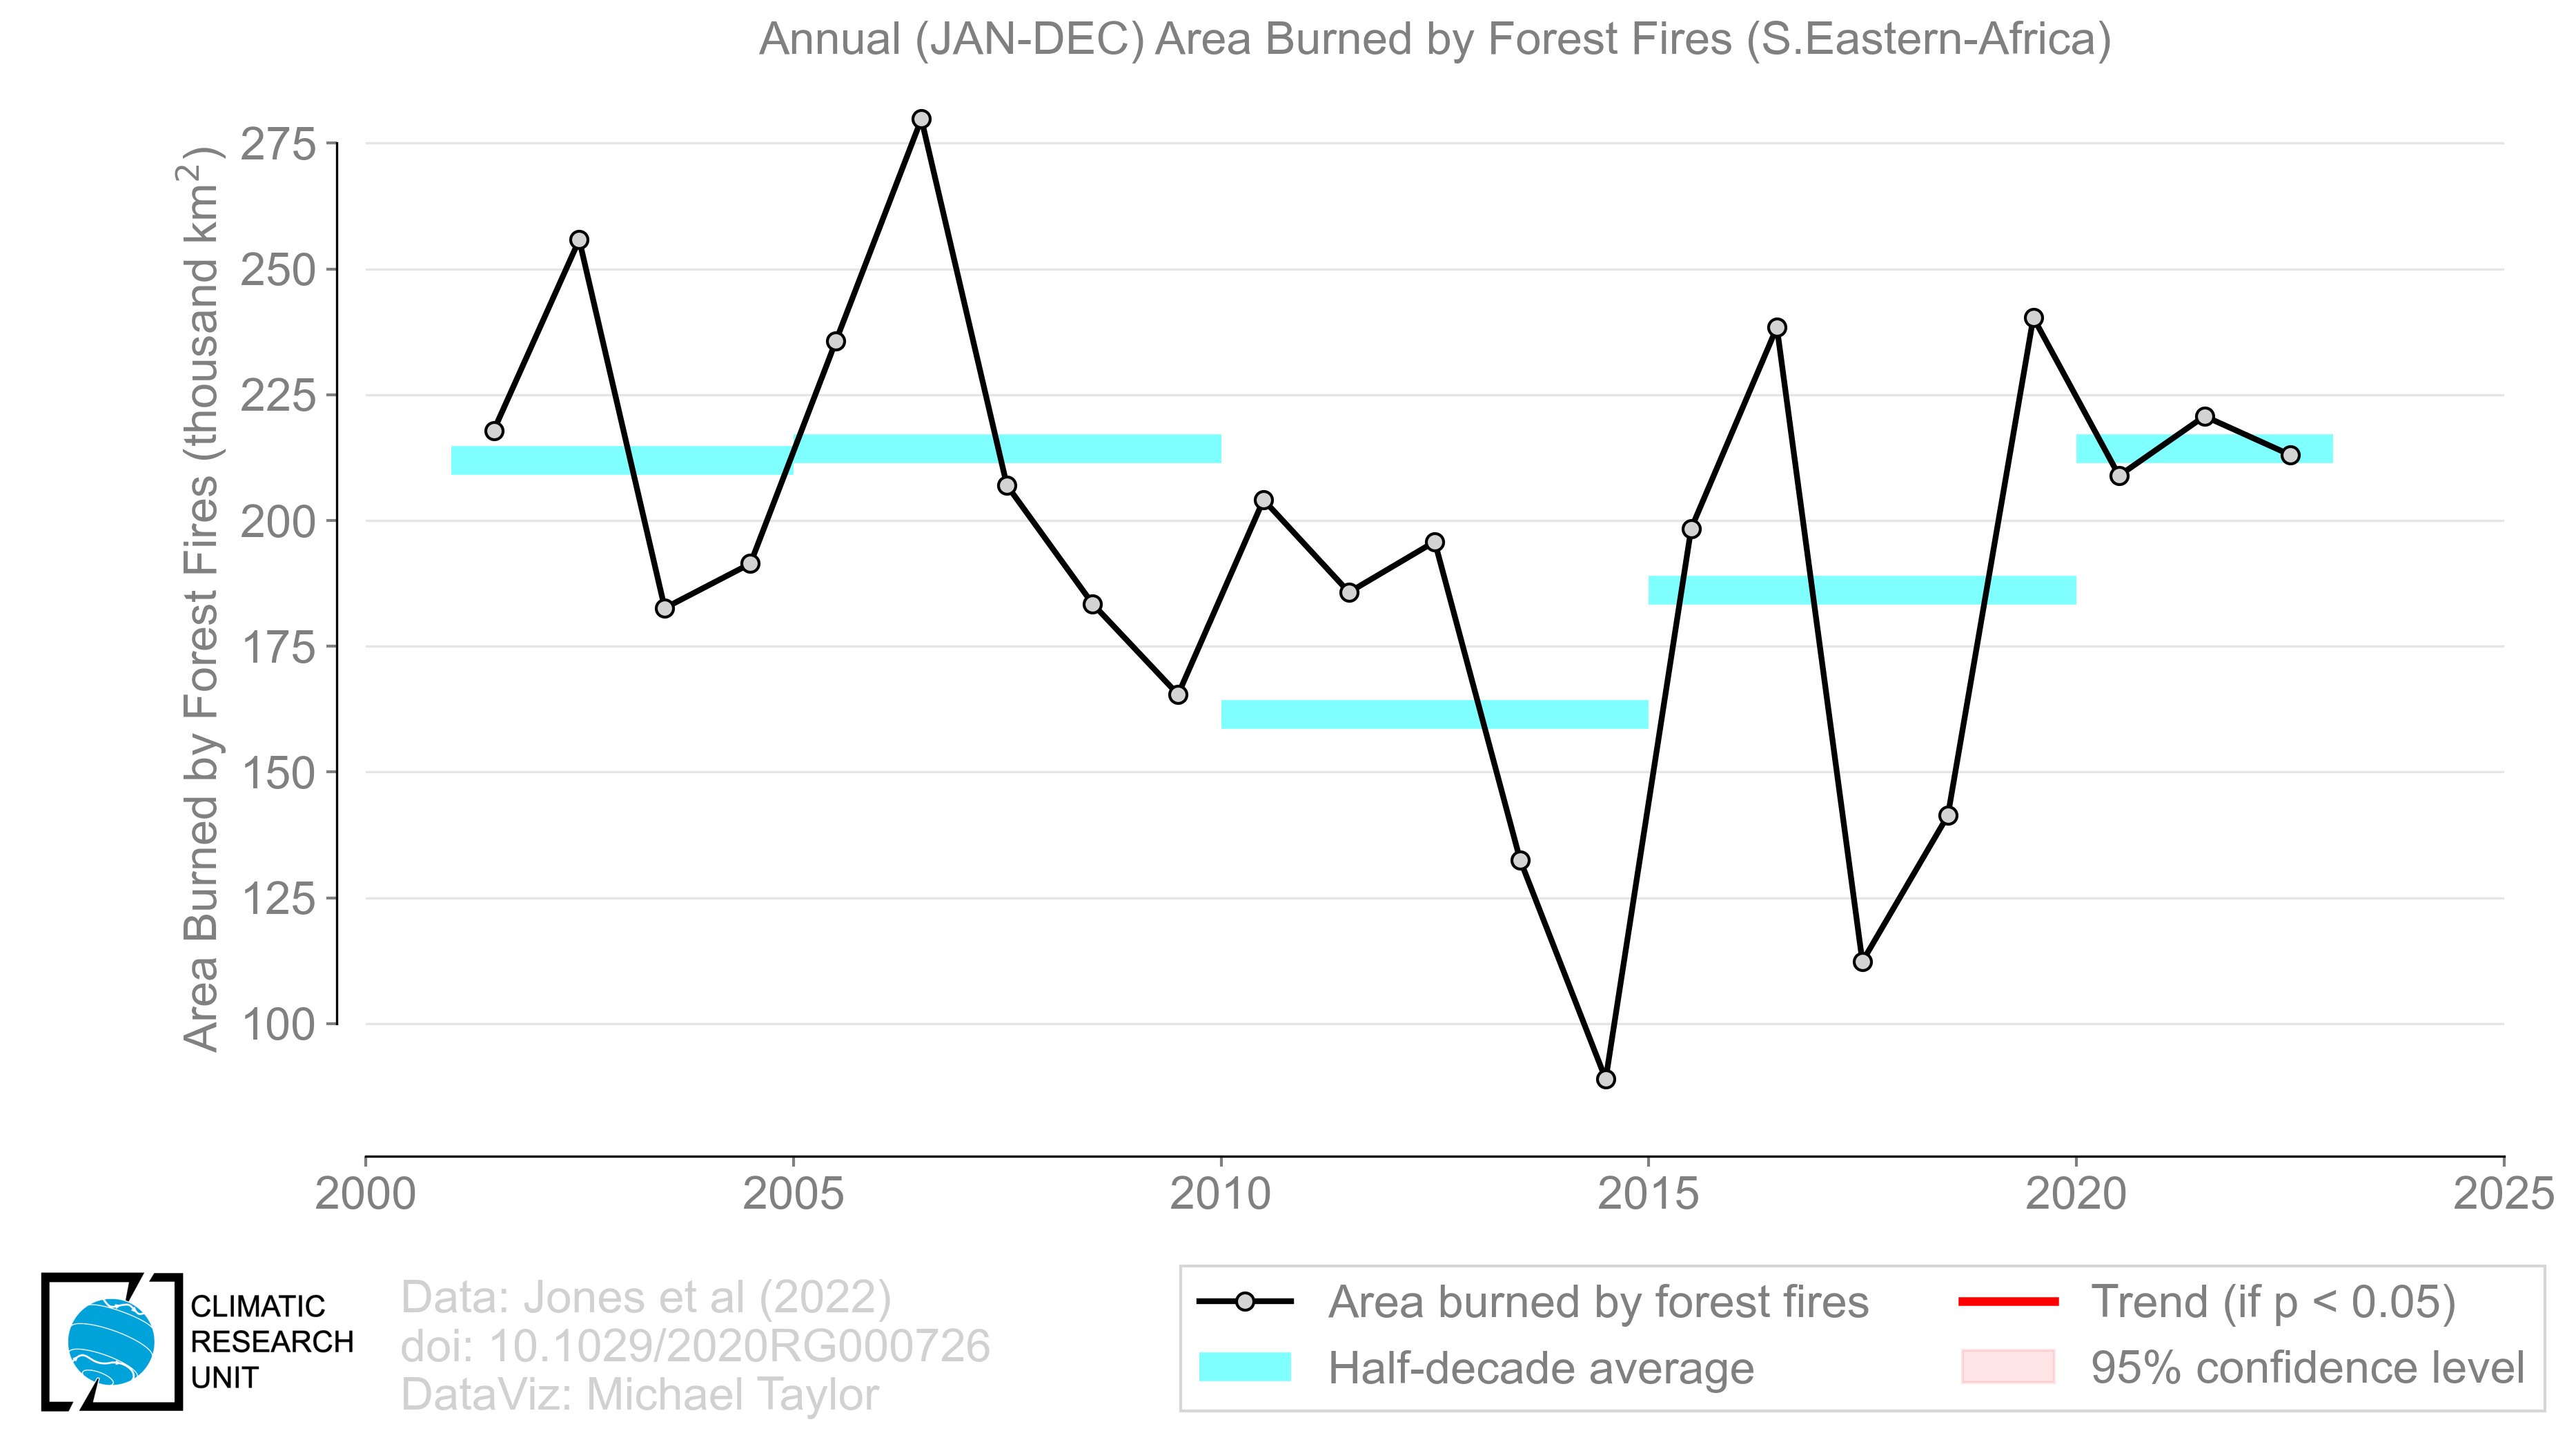 Annual (JAN-DEC) Area Burned by Forest Fires (S.Eastern-Africa)
Area Burned by Forest Fires (thousand km²)
275
250
225
200
175
150
125
100
2000 2005 2010 2015 2020 2025
CLIMATIC
RESEARCH
UNIT
Data: Jones et al (2022)
doi: 10.1029/2020RG000726
DataViz: Michael Taylor
Area burned by forest fires
Half-decade average
Trend (if p < 0.05)
95% confidence level